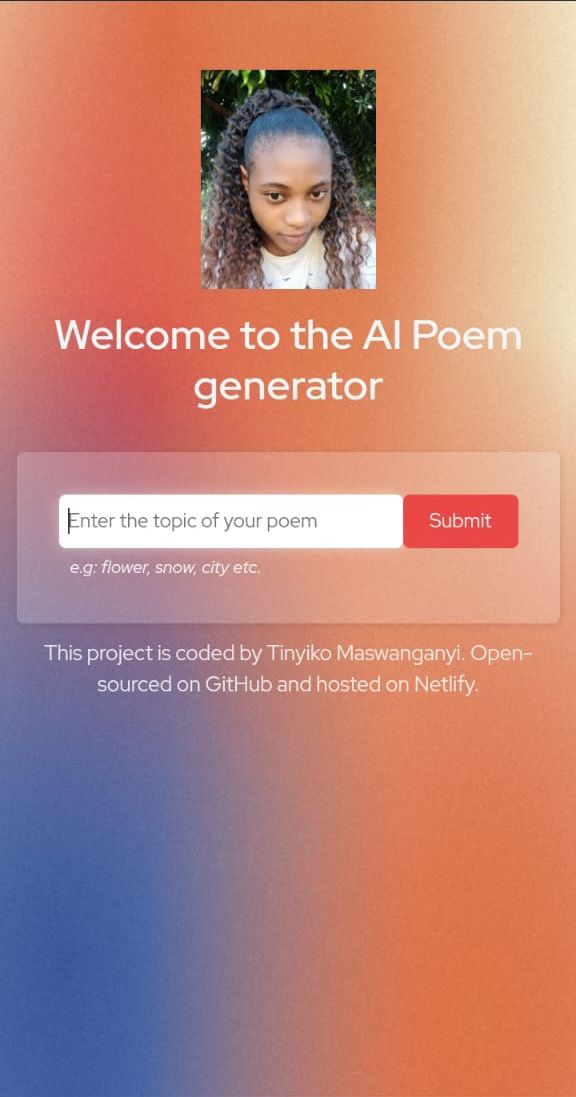 Welcome to the AI Poem
generator
Enter the topic of your poem
Submit
e.g: flower, snow, city etc.
This project is coded by Tinyiko Maswanganyi. Open-
sourced on GitHub and hosted on Netlify.